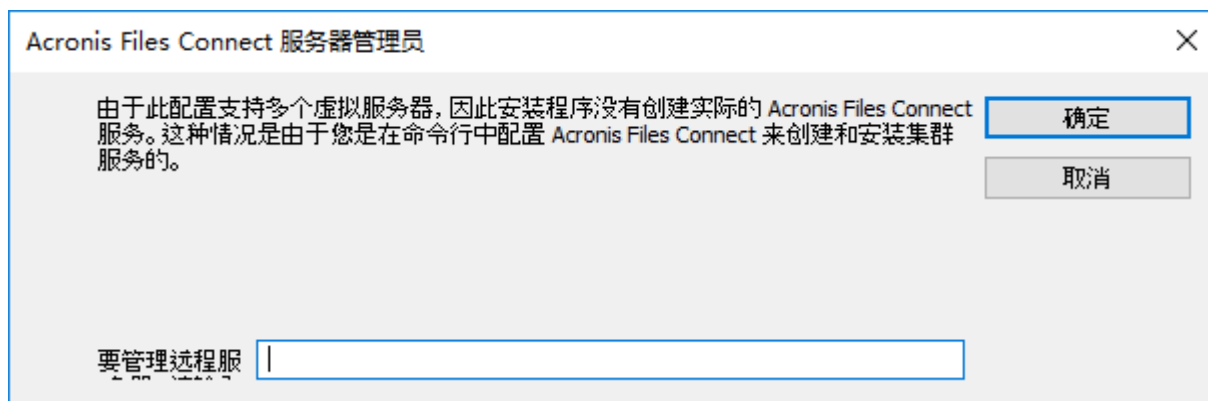 Acronis Files Connect 服务器管理员
由于此配置支持多个虚拟服务器，因此安装程序没有创建实际的 Acronis Files Connect
服务。这种情况是由于您是在命令行中配置 Acronis Files Connect 来创建和安装集群
服务的。
确定
取消
要管理远程服